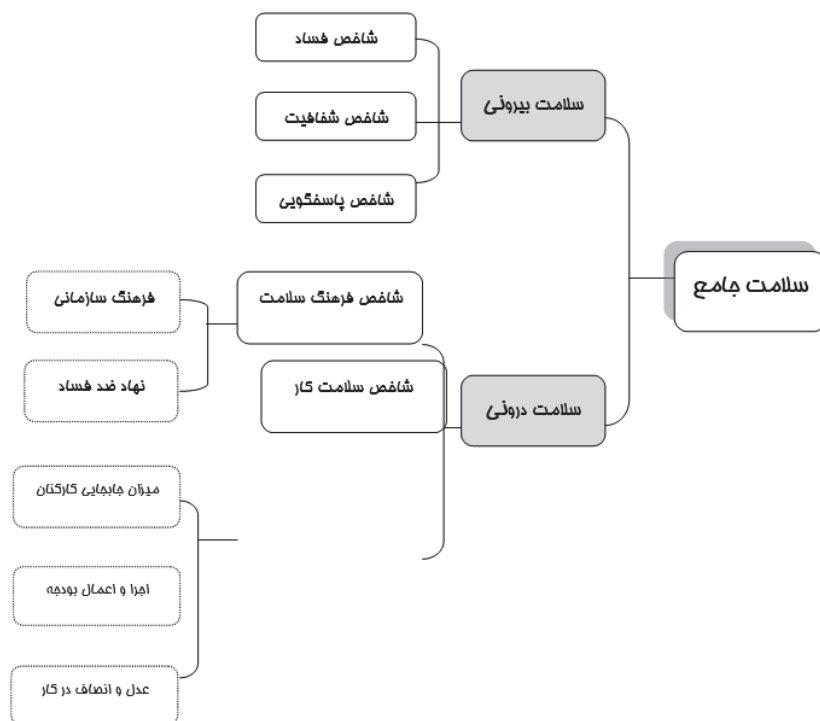 سلامت جامع
سلامت بیرونی
شاخص فساد
شاخص شفافیت
شاخص پاسخگویی
سلامت درونی
شاخص فرهنگ سلامت
فرهنگ سازمانی
نهاد ضد فساد
شاخص سلامت کار
میزان جابجایی کارکنان
اجرا و اعمال بودجه
عدل و انصاف در کار